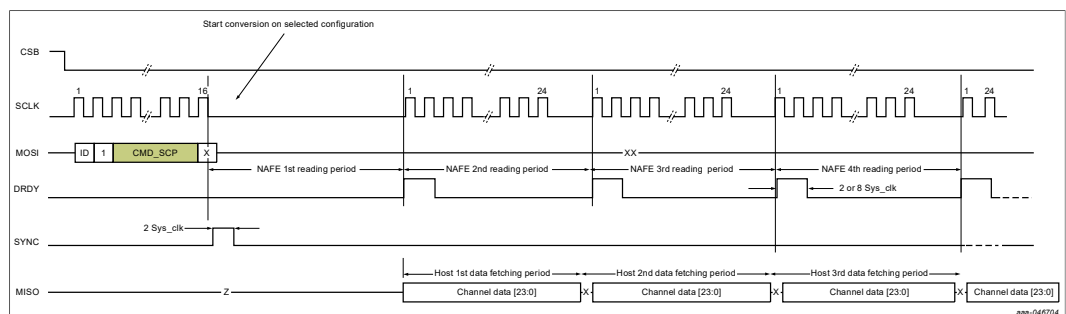 Start conversion on selected configuration
CSB
1 16 1 24 1 24 1 24 1 24
SCLK
MOSI ID 1 CMD_SCP X XX
NAFE 1st reading period NAFE 2nd reading period NAFE 3rd reading period NAFE 4th reading period
DRDY 2 or 8 Sys_clk
2 Sys_clk
SYNC
Host 1st data fetching period Host 2nd data fetching period Host 3rd data fetching period
MISO Z Channel data [23:0] X Channel data [23:0] X Channel data [23:0] X Channel data [23:0]
aaa-046704